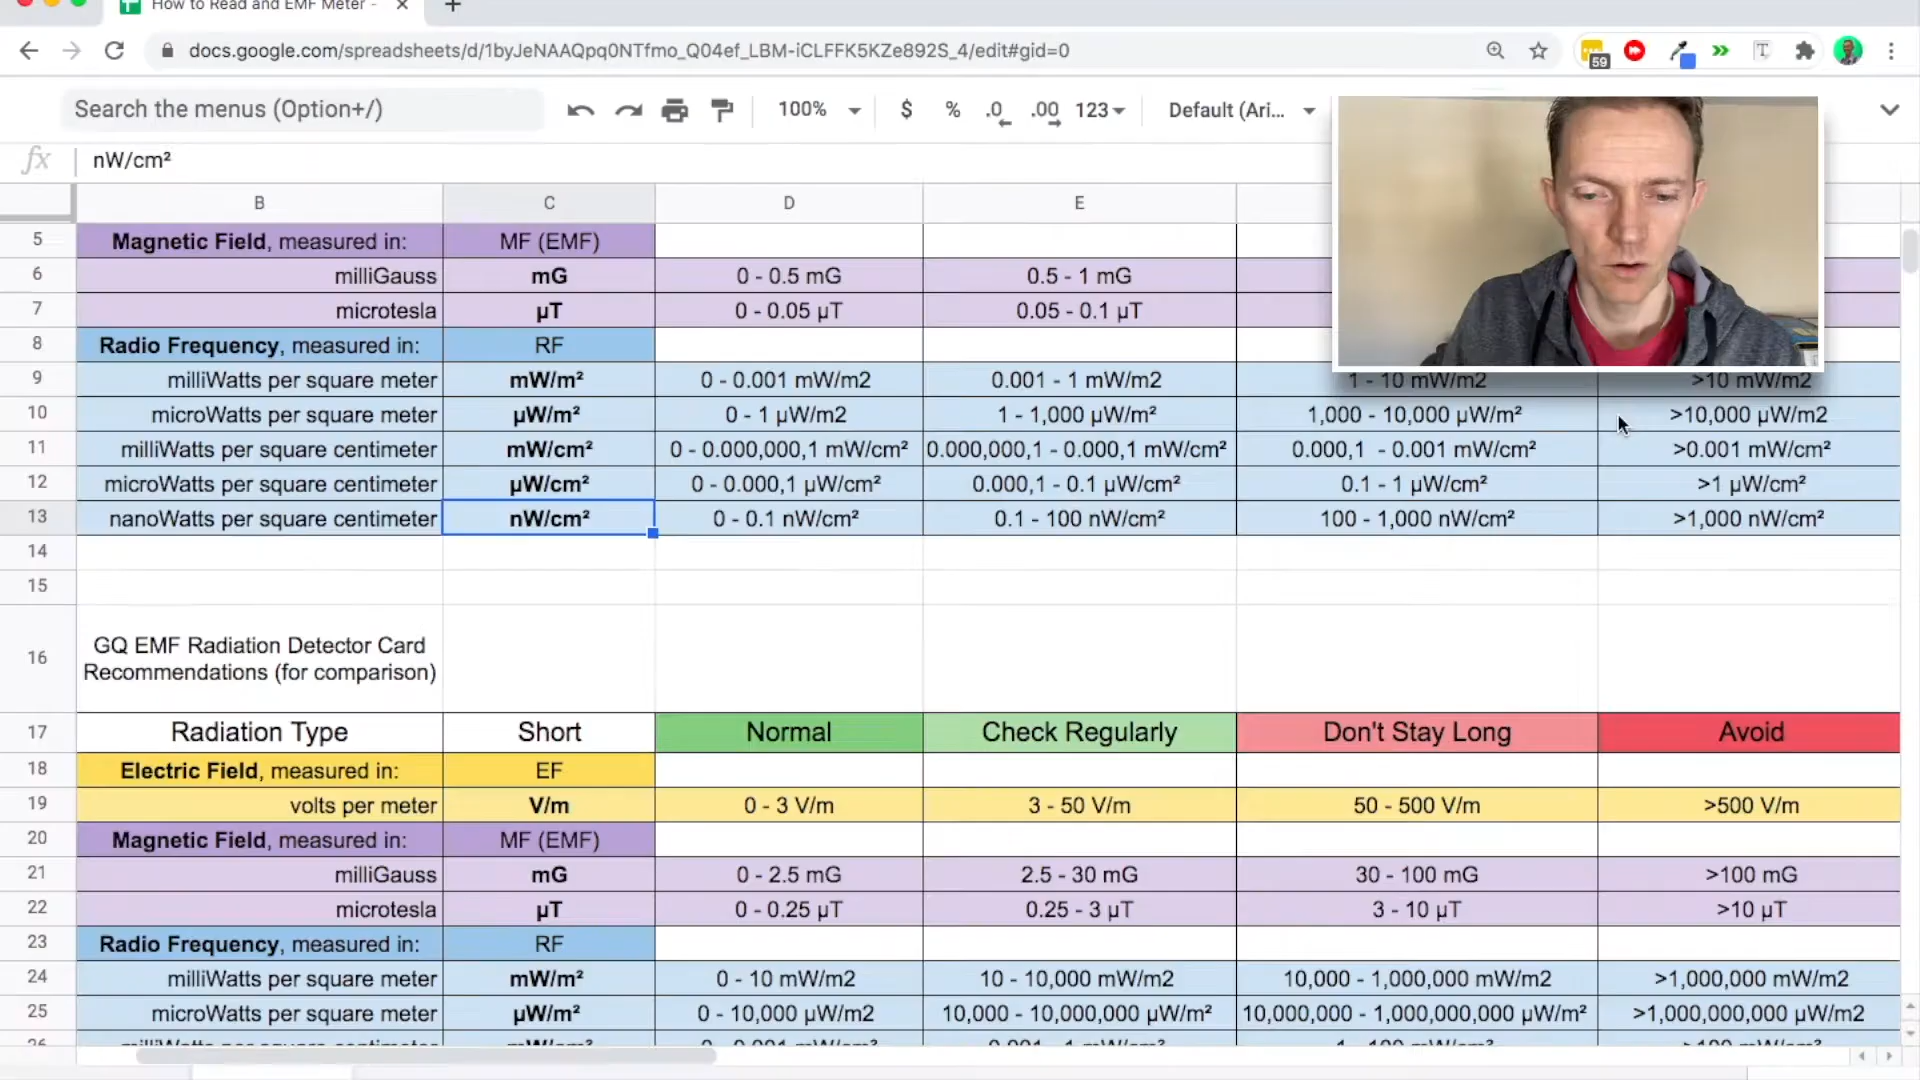 How to Read and EMF Meter -
docs.google.com/spreadsheets/d/1byJeNAAQpq0NTfmo_Q04ef_LBM-iCLFFK5KZe892S_4/edit#gid=0
59
Search the menus (Option+/)
100% $ % .0 .00 123 Default (Ari...
fx nW/cm²
B C D E
5 Magnetic Field, measured in: MF (EMF)
6 milliGauss mG 0 - 0.5 mG 0.5 - 1 mG
7 microtesla µT 0 - 0.05 µT 0.05 - 0.1 µT
8 Radio Frequency, measured in: RF
9 milliWatts per square meter mW/m² 0 - 0.001 mW/m2 0.001 - 1 mW/m2 1 - 10 mW/m2 >10 mW/m2
10 microWatts per square meter µW/m² 0 - 1 µW/m2 1 - 1,000 µW/m² 1,000 - 10,000 µW/m² >10,000 µW/m2
11 milliWatts per square centimeter mW/cm² 0 - 0.000,000,1 mW/cm² 0.000,000,1 - 0.000,1 mW/cm² 0.000,1 - 0.001 mW/cm² >0.001 mW/cm²
12 microWatts per square centimeter µW/cm² 0 - 0.000,1 µW/cm² 0.000,1 - 0.1 µW/cm² 0.1 - 1 µW/cm² >1 µW/cm²
13 nanoWatts per square centimeter nW/cm² 0 - 0.1 nW/cm² 0.1 - 100 nW/cm² 100 - 1,000 nW/cm² >1,000 nW/cm²
14
15
16 GQ EMF Radiation Detector Card
Recommendations (for comparison)
17 Radiation Type Short Normal Check Regularly Don't Stay Long Avoid
18 Electric Field, measured in: EF
19 volts per meter V/m 0 - 3 V/m 3 - 50 V/m 50 - 500 V/m >500 V/m
20 Magnetic Field, measured in: MF (EMF)
21 milliGauss mG 0 - 2.5 mG 2.5 - 30 mG 30 - 100 mG >100 mG
22 microtesla µT 0 - 0.25 µT 0.25 - 3 µT 3 - 10 µT >10 µT
23 Radio Frequency, measured in: RF
24 milliWatts per square meter mW/m² 0 - 10 mW/m2 10 - 10,000 mW/m2 10,000 - 1,000,000 mW/m2 >1,000,000 mW/m2
25 microWatts per square meter µW/m² 0 - 10,000 µW/m2 10,000 - 10,000,000 µW/m² 10,000,000 - 1,000,000,000 µW/m² >1,000,000,000 µW/m2